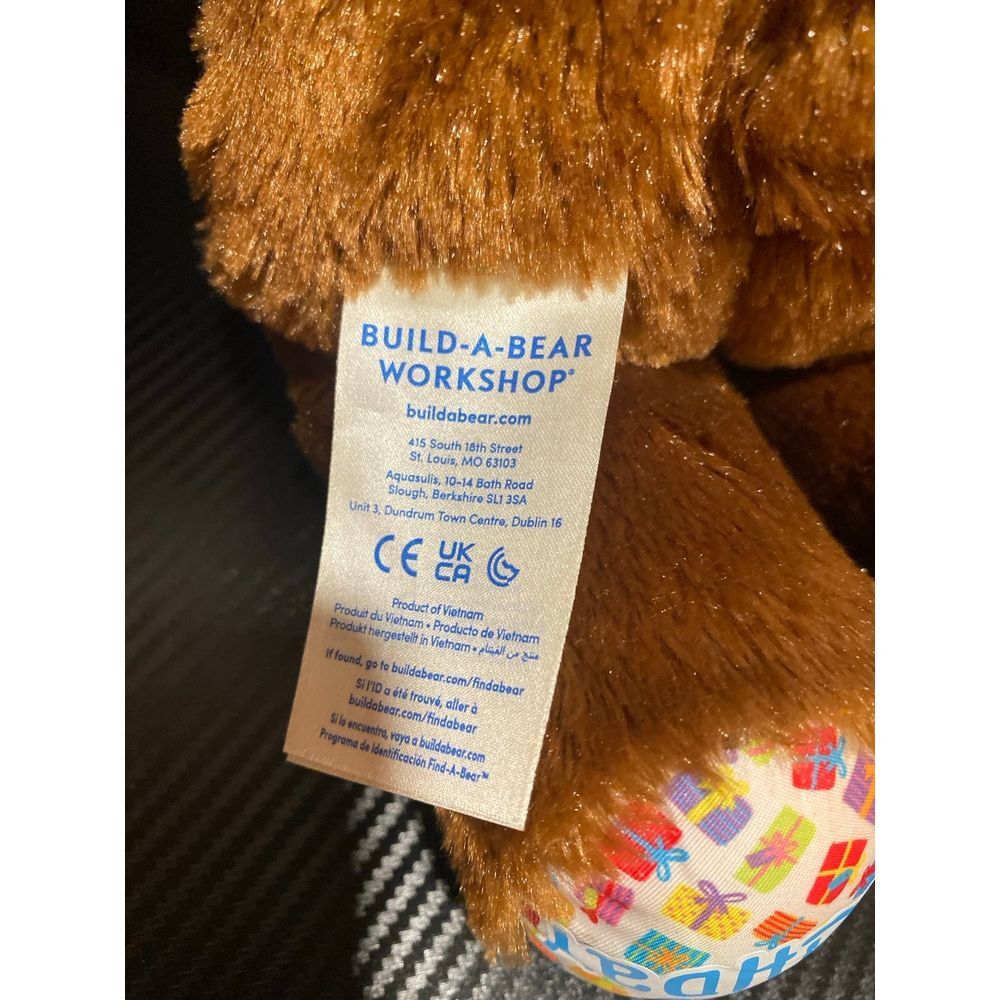 BUILD-A-BEAR
WORKSHOP®
buildabear.com
415 South 18th Street
St. Louis, MO 63103
Aquasulis, 10-14 Bath Road
Slough, Berkshire SL1 3SA
Unit 3, Dundrum Town Centre, Dublin 16
CE UK
CA
Product of Vietnam
Produit du Vietnam • Producto de Vietnam
Produkt hergestellt in Vietnam • منتج من الفيتنام
If found, go to buildabear.com/findabear
Si l'ID a été trouvé, aller à
buildabear.com/findabear
Si lo encuentro, vaya a buildabear.com
Programa de Identificación Find-A-Bear™